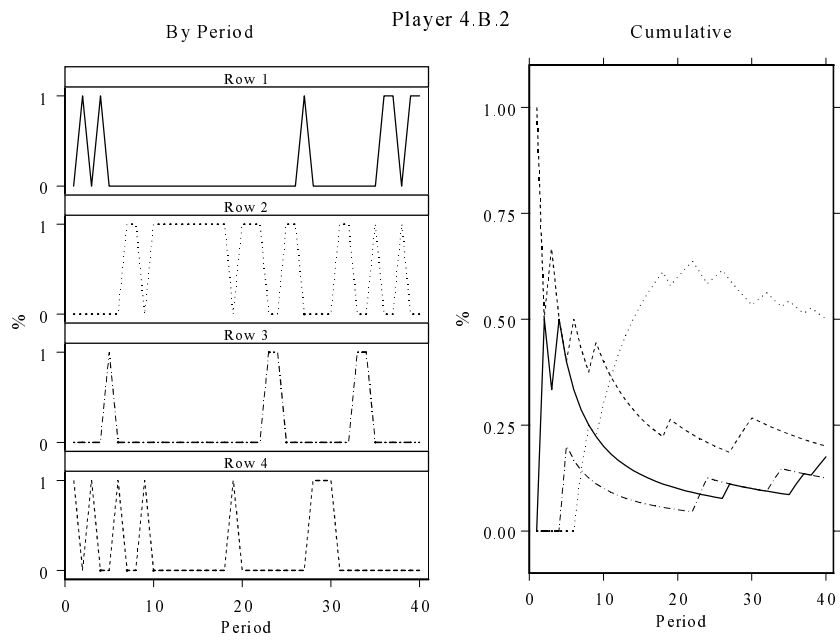 Player 4.B.2
By Period
Cumulative
Row 1
1
0
Row 2
1
0
Row 3
1
0
Row 4
1
0
%
0 10 20 30 40
Period
1.00
0.75
0.50
0.25
0.00
%
0 10 20 30 40
Period